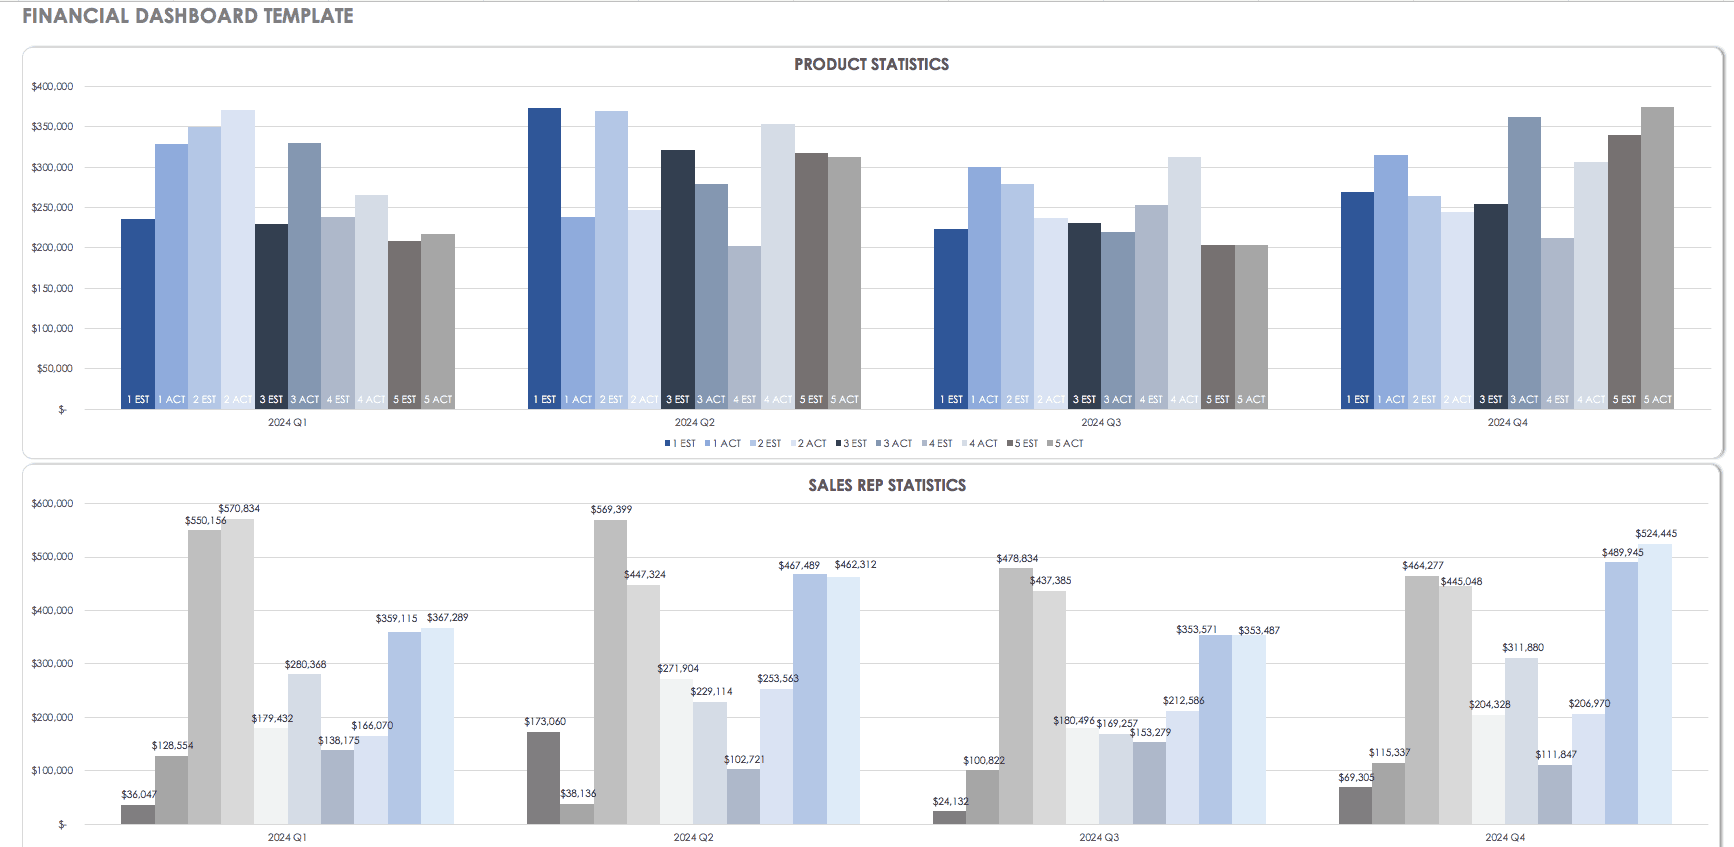 FINANCIAL DASHBOARD TEMPLATE
PRODUCT STATISTICS
$400,000
$350,000
$300,000
$250,000
$200,000
$150,000
$100,000
$50,000
$-
1 EST 1 ACT 2 EST 2 ACT 3 EST 3 ACT 4 EST 4 ACT 5 EST 5 ACT
1 EST 1 ACT 2 EST 2 ACT 3 EST 3 ACT 4 EST 4 ACT 5 EST 5 ACT
1 EST 1 ACT 2 EST 2 ACT 3 EST 3 ACT 4 EST 4 ACT 5 EST 5 ACT
1 EST 1 ACT 2 EST 2 ACT 3 EST 3 ACT 4 EST 4 ACT 5 EST 5 ACT
2024 Q1 2024 Q2 2024 Q3 2024 Q4
1 EST 1 ACT 2 EST 2 ACT 3 EST 3 ACT 4 EST 4 ACT 5 EST 5 ACT
SALES REP STATISTICS
$600,000
$500,000
$400,000
$300,000
$200,000
$100,000
$-
$36,047 $128,554 $550,156 $570,834 $179,432 $280,368 $138,175 $166,070 $359,115 $367,289
$173,060 $38,136 $569,399 $447,324 $271,904 $229,114 $102,721 $253,563 $467,489 $462,312
$24,132 $100,822 $478,834 $437,385 $180,496 $169,257 $153,279 $212,586 $353,571 $353,487
$69,305 $115,337 $464,277 $445,048 $204,328 $311,880 $111,847 $206,970 $489,945 $524,445
2024 Q1 2024 Q2 2024 Q3 2024 Q4